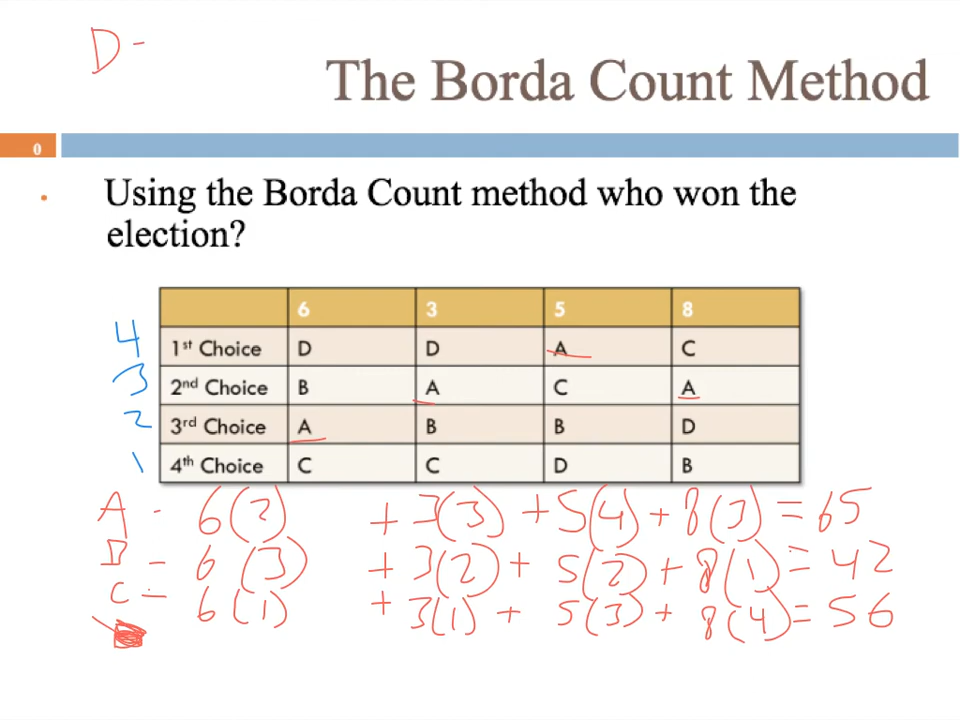 D -
The Borda Count Method
0
• Using the Borda Count method who won the
election?
6 3 5 8
4 1st Choice D D A C
3 2nd Choice B A C A
2 3rd Choice A B B D
1 4th Choice C C D B
A - 6(2) + 3(3) + 5(4) + 8(3) = 65
B - 6(3) + 3(2) + 5(2) + 8(1) = 42
C - 6(1) + 3(1) + 5(3) + 8(4) = 56